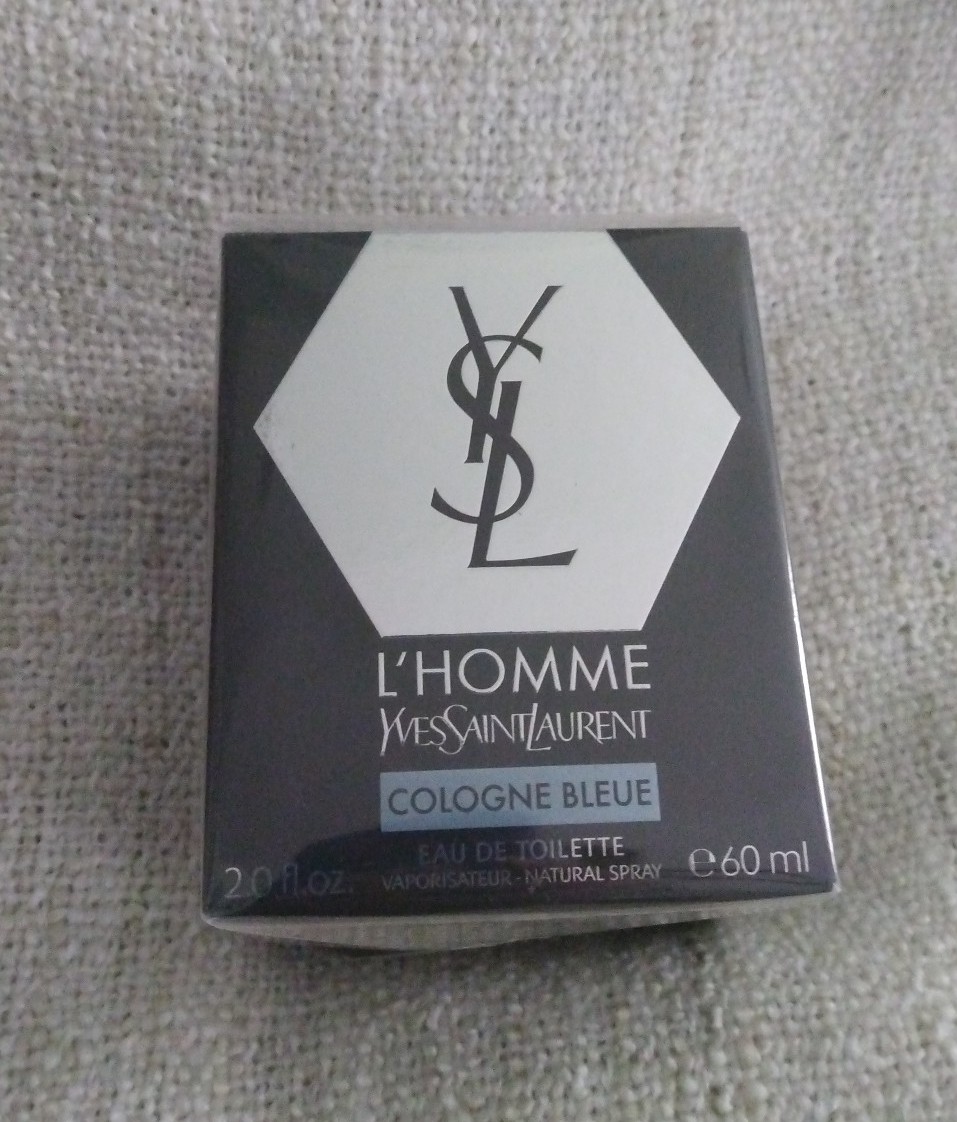 YSL
L'HOMME
YVESSAINTLAURENT
COLOGNE BLEUE
EAU DE TOILETTE
2.0 fl.oz. VAPORISATEUR - NATURAL SPRAY ℮60 ml